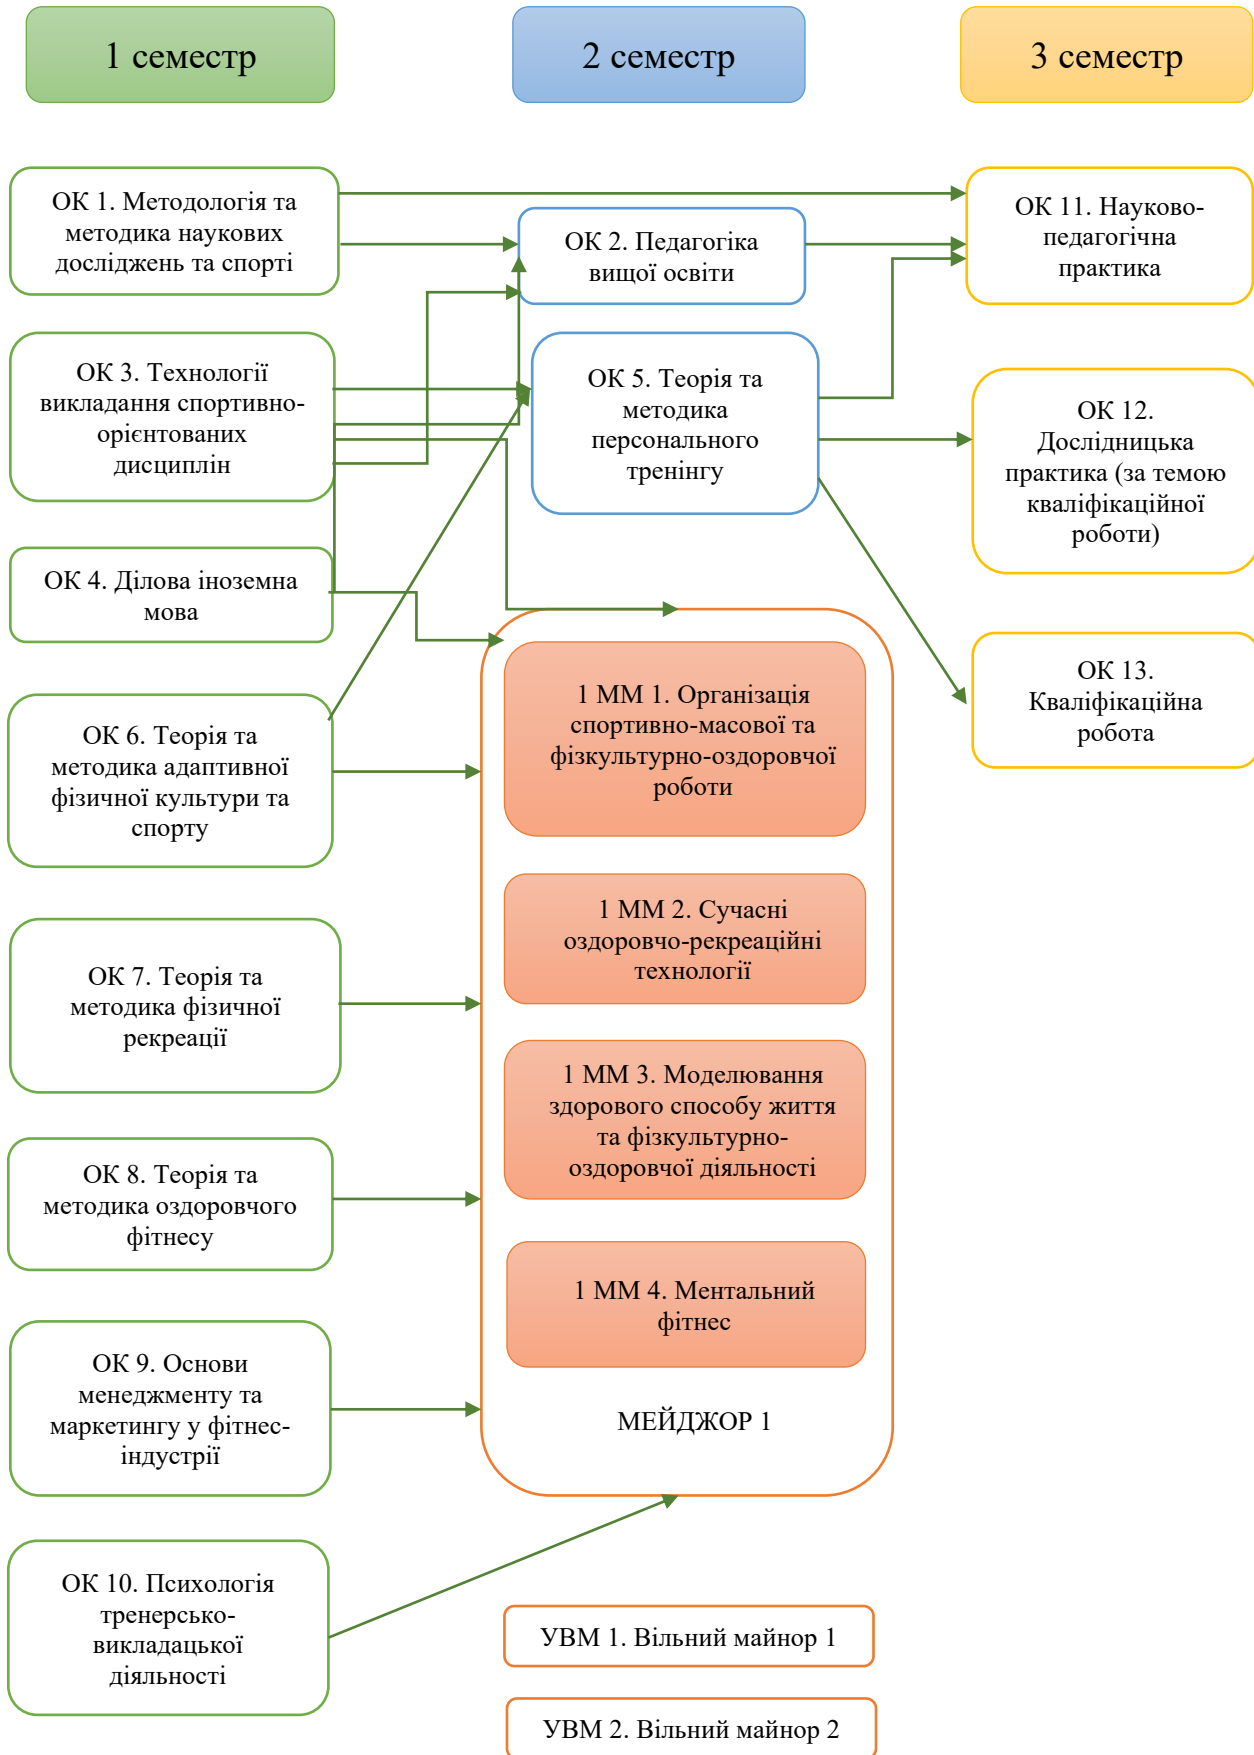 1 семестр
2 семестр
3 семестр
ОК 1. Методологія та
методика наукових
досліджень та спорті
ОК 3. Технології
викладання спортивно-
орієнтованих
дисциплін
ОК 4. Ділова іноземна
мова
ОК 6. Теорія та
методика адаптивної
фізичної культури та
спорту
ОК 7. Теорія та
методика фізичної
рекреації
ОК 8. Теорія та
методика оздоровчого
фітнесу
ОК 9. Основи
менеджменту та
маркетингу у фітнес-
індустрії
ОК 10. Психологія
тренерсько-
викладацької
діяльності
ОК 2. Педагогіка
вищої освіти
ОК 5. Теорія та
методика
персонального
тренінгу
1 ММ 1. Організація
спортивно-масової та
фізкультурно-оздоровчої
роботи
1 ММ 2. Сучасні
оздоровчо-рекреаційні
технології
1 ММ 3. Моделювання
здорового способу життя
та фізкультурно-
оздоровчої діяльності
1 ММ 4. Ментальний
фітнес
МЕЙДЖОР 1
УВМ 1. Вільний майнор 1
УВМ 2. Вільний майнор 2
ОК 11. Науково-
педагогічна
практика
ОК 12.
Дослідницька
практика (за темою
кваліфікаційної
роботи)
ОК 13.
Кваліфікаційна
робота